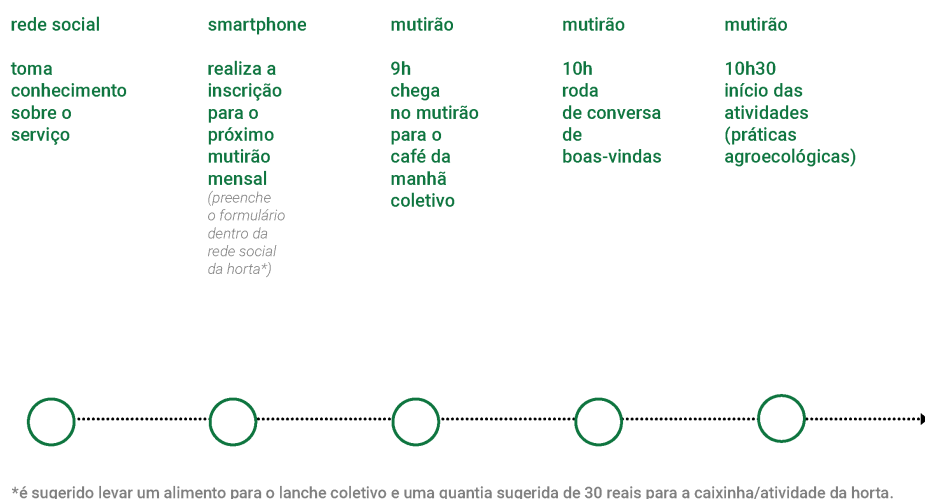 rede social
toma
conhecimento
sobre o
serviço
smartphone
realiza a
inscrição
para o
próximo
mutirão
mensal
(preenche
o formulário
dentro da
rede social
da horta*)
mutirão
9h
chega
no mutirão
para o
café da
manhã
coletivo
mutirão
10h
roda
de conversa
de
boas-vindas
mutirão
10h30
início das
atividades
(práticas
agroecológicas)
*é sugerido levar um alimento para o lanche coletivo e uma quantia sugerida de 30 reais para a caixinha/atividade da horta.